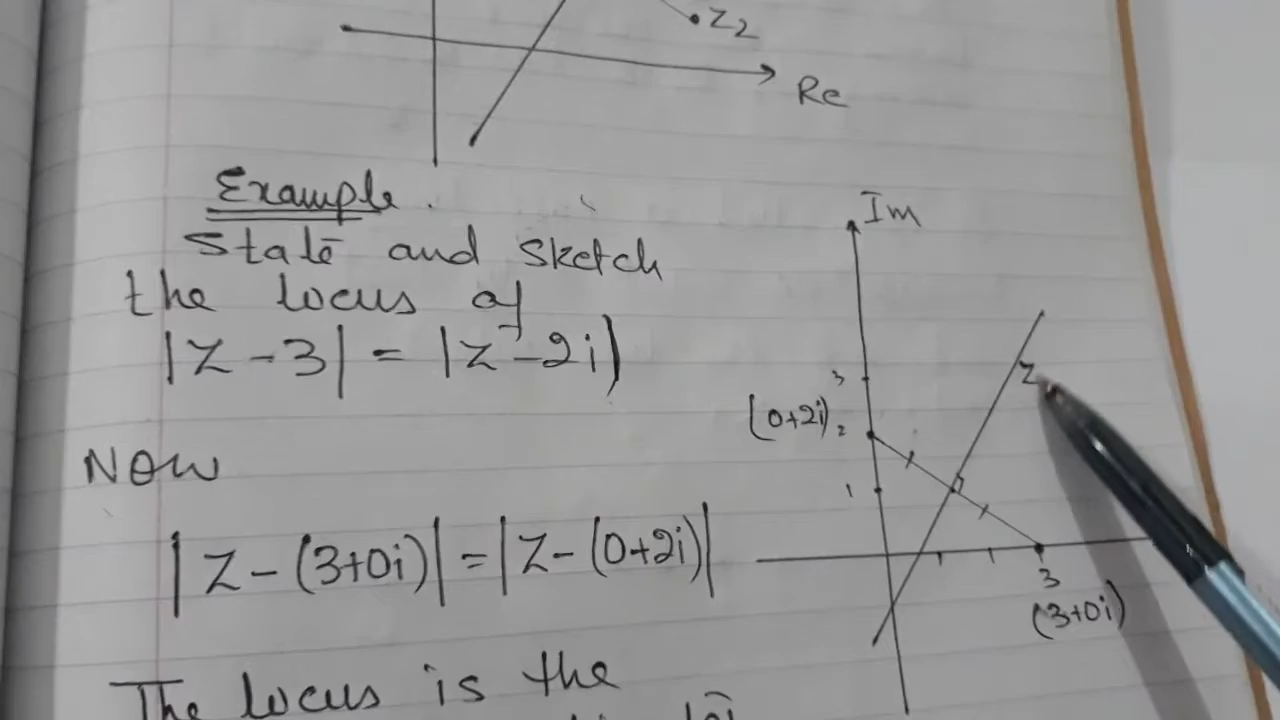 Z2
Re
Example.
State and sketch
the locus of
|Z-3| = |Z-2i|
Now
|Z-(3+0i)| = |Z-(0+2i)|
The locus is the
Im
3
(0+2i) 2
1
Z
3
(3+0i)